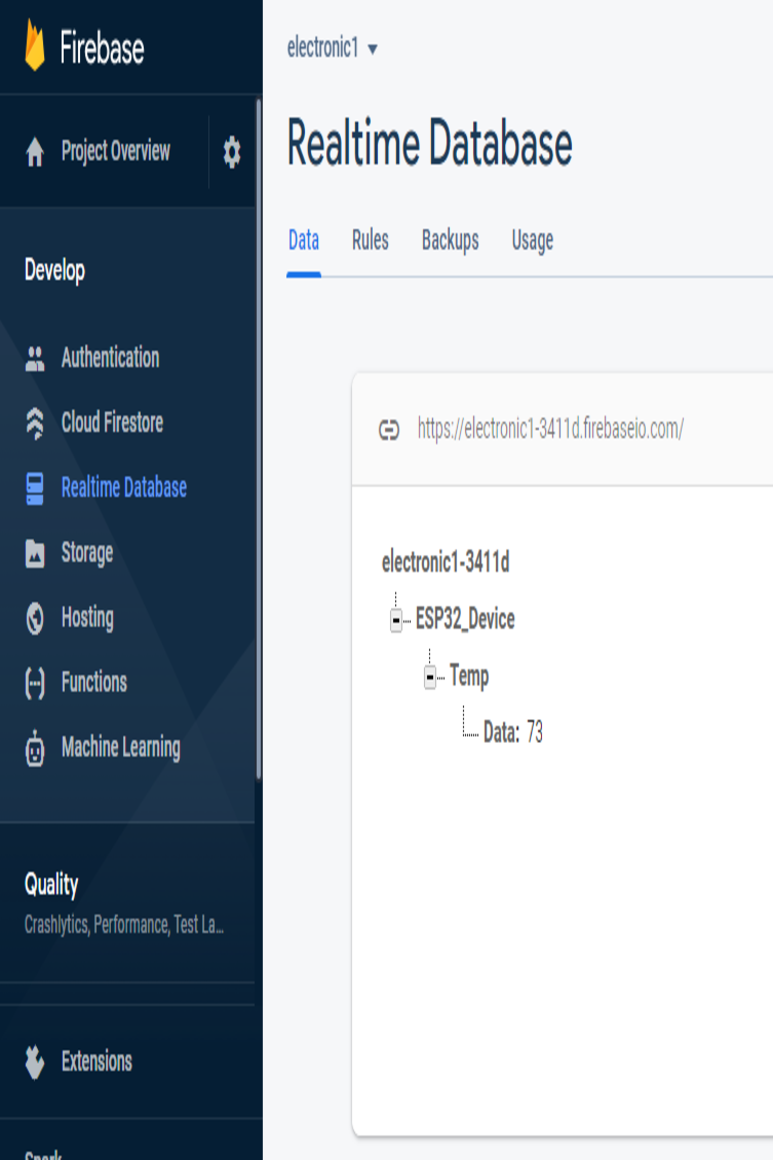 Firebase
Project Overview
Develop
Authentication
Cloud Firestore
Realtime Database
Storage
Hosting
Functions
Machine Learning
Quality
Crashlytics, Performance, Test La...
Extensions
Spark
electronic1
Realtime Database
Data Rules Backups Usage
https://electronic1-3411d.firebaseio.com/
electronic1-3411d
ESP32_Device
Temp
Data: 73